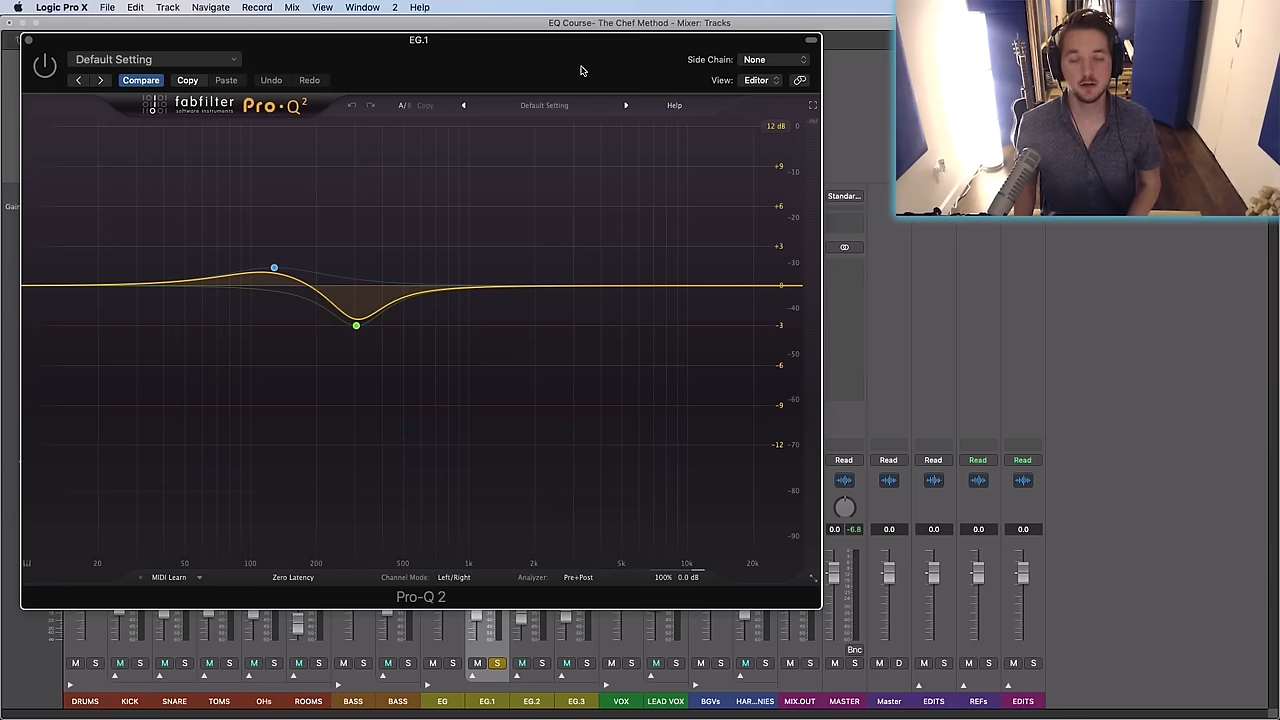 Logic Pro X File Edit Track Navigate Record Mix View Window 2 Help
EQ Course- The Chef Method - Mixer: Tracks
EG.1
Default Setting
Side Chain: None
Compare Copy Paste Undo Redo
View: Editor
fabfilter Pro·Q²
software instruments
A/B Copy Default Setting Help
12 dB 0
+9
-10
+6
-20
+3
-30
0
-40
-3
-50
-6
-60
-9
-12 -70
-80
-90
20 50 100 200 500 1k 2k 5k 10k 20k
MIDI Learn Zero Latency Channel Mode: Left/Right Analyzer: Pre+Post 100% 0.0 dB
Pro-Q 2
Gain
Standar...
Read Read Read Read Read
0.0 -6.8 0.0 0.0 0.0 0.0
Bnc
M S M S M S M S M S M S M S M S M S M S M S M S M S M S M S M S M S M S M D M S M S M S
DRUMS KICK SNARE TOMS OHs ROOMS BASS BASS EG EG.1 EG.2 EG.3 VOX LEAD VOX BGVs HAR...NIES MIX.OUT MASTER Master EDITS REFs EDITS